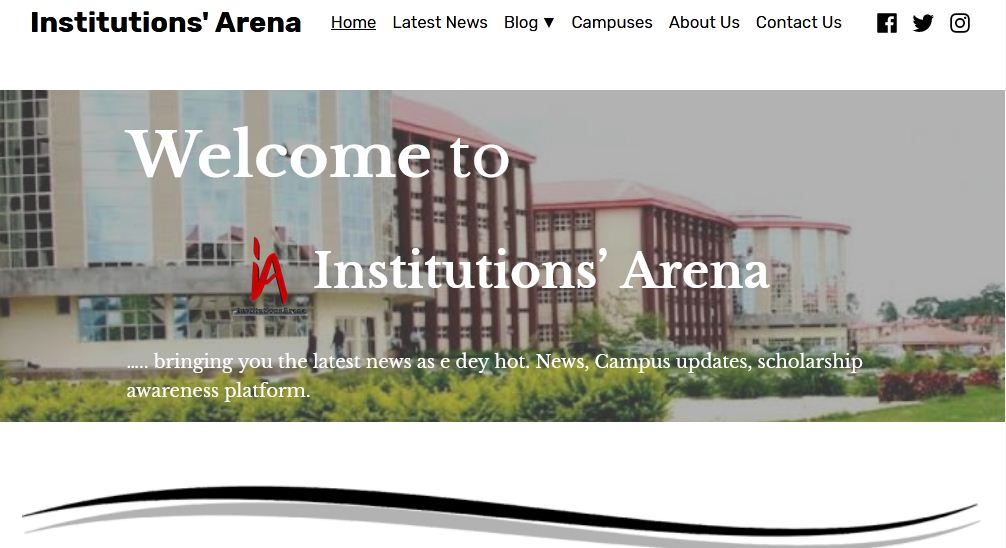 Institutions' Arena
Home Latest News Blog ▼ Campuses About Us Contact Us
Welcome to
iA Institutions’ Arena
..... bringing you the latest news as e dey hot. News, Campus updates, scholarship
awareness platform.